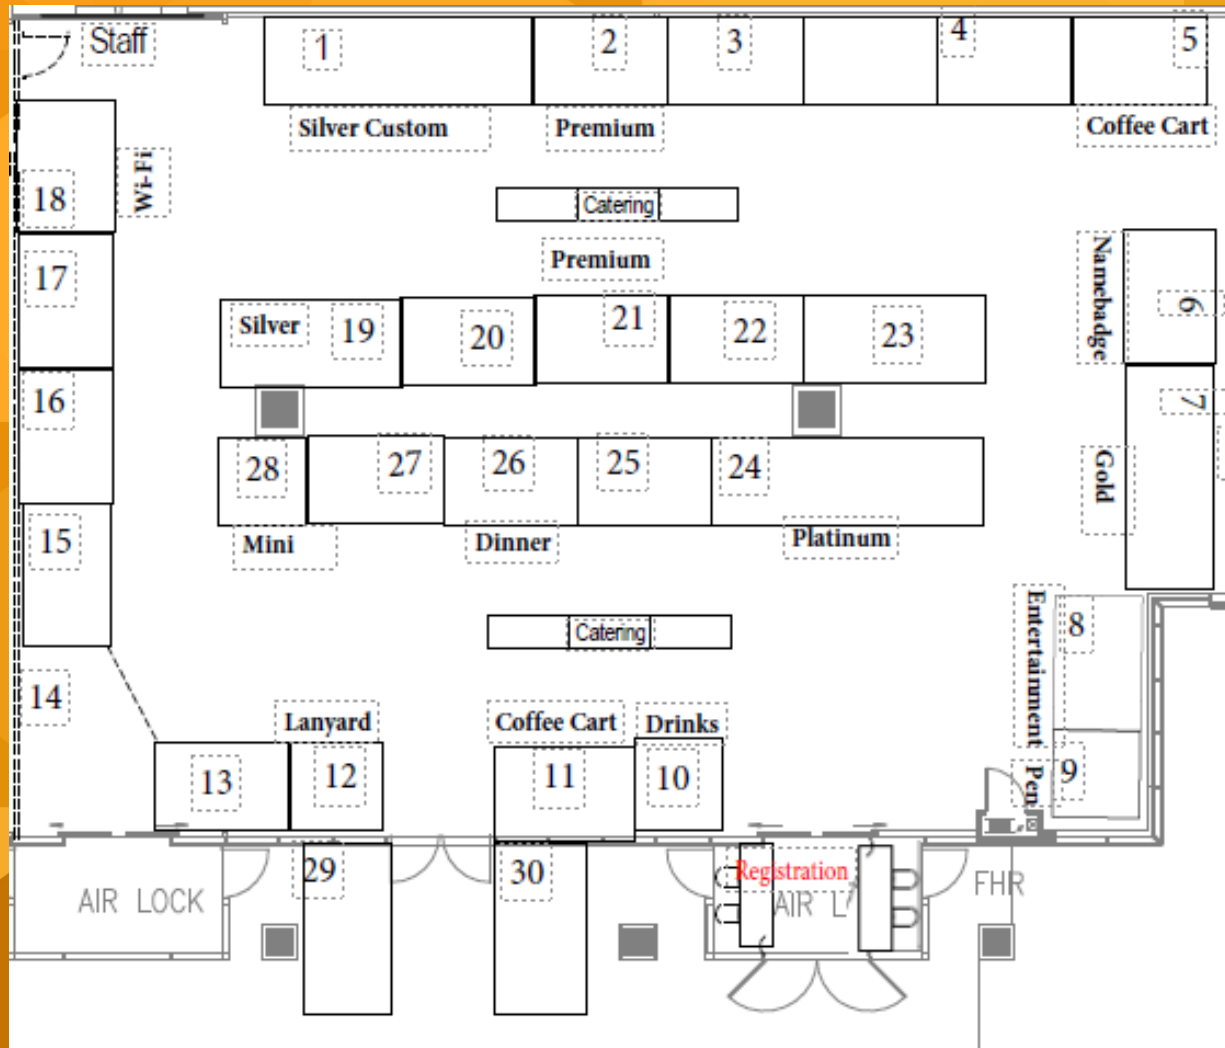 Staff
1
2
3
4
5
Silver Custom
Premium
Coffee Cart
Wi-Fi
18
Catering
Premium
Namebadge
6
17
Silver
19
20
21
22
23
16
7
28
27
26
25
24
Gold
15
Mini
Dinner
Platinum
Entertainment
8
Catering
14
Lanyard
Coffee Cart
Drinks
13
12
11
10
Pen
9
29
30
Registration
AIR LOCK
AIR L
FHR